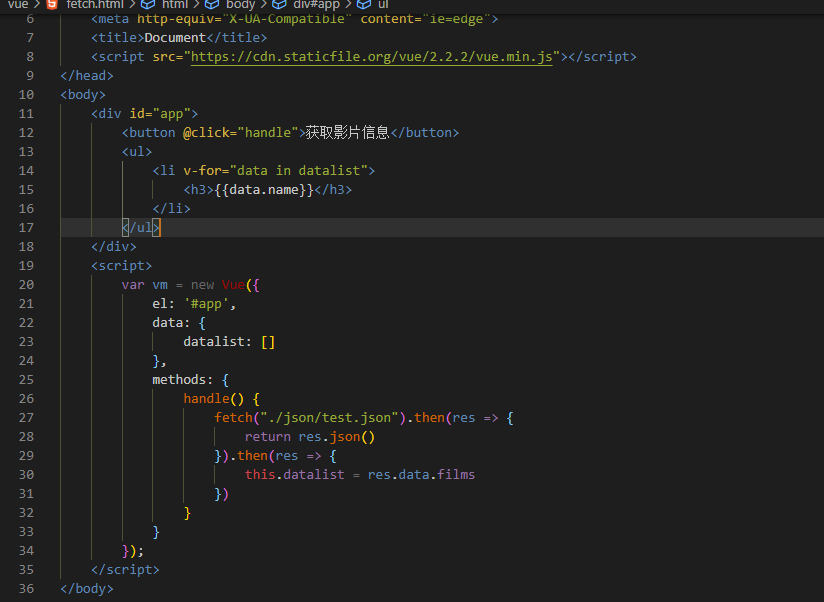 vue > fetch.html > html > body > div#app > ul
6 <meta http-equiv="X-UA-Compatible" content="ie=edge">
7 <title>Document</title>
8 <script src="https://cdn.staticfile.org/vue/2.2.2/vue.min.js"></script>
9 </head>
10 <body>
11 <div id="app">
12 <button @click="handle">获取影片信息</button>
13 <ul>
14 <li v-for="data in datalist">
15 <h3>{{data.name}}</h3>
16 </li>
17 </ul>
18 </div>
19 <script>
20 var vm = new Vue({
21 el: '#app',
22 data: {
23 datalist: []
24 },
25 methods: {
26 handle() {
27 fetch("./json/test.json").then(res => {
28 return res.json()
29 }).then(res => {
30 this.datalist = res.data.films
31 })
32 }
33 }
34 });
35 </script>
36 </body>